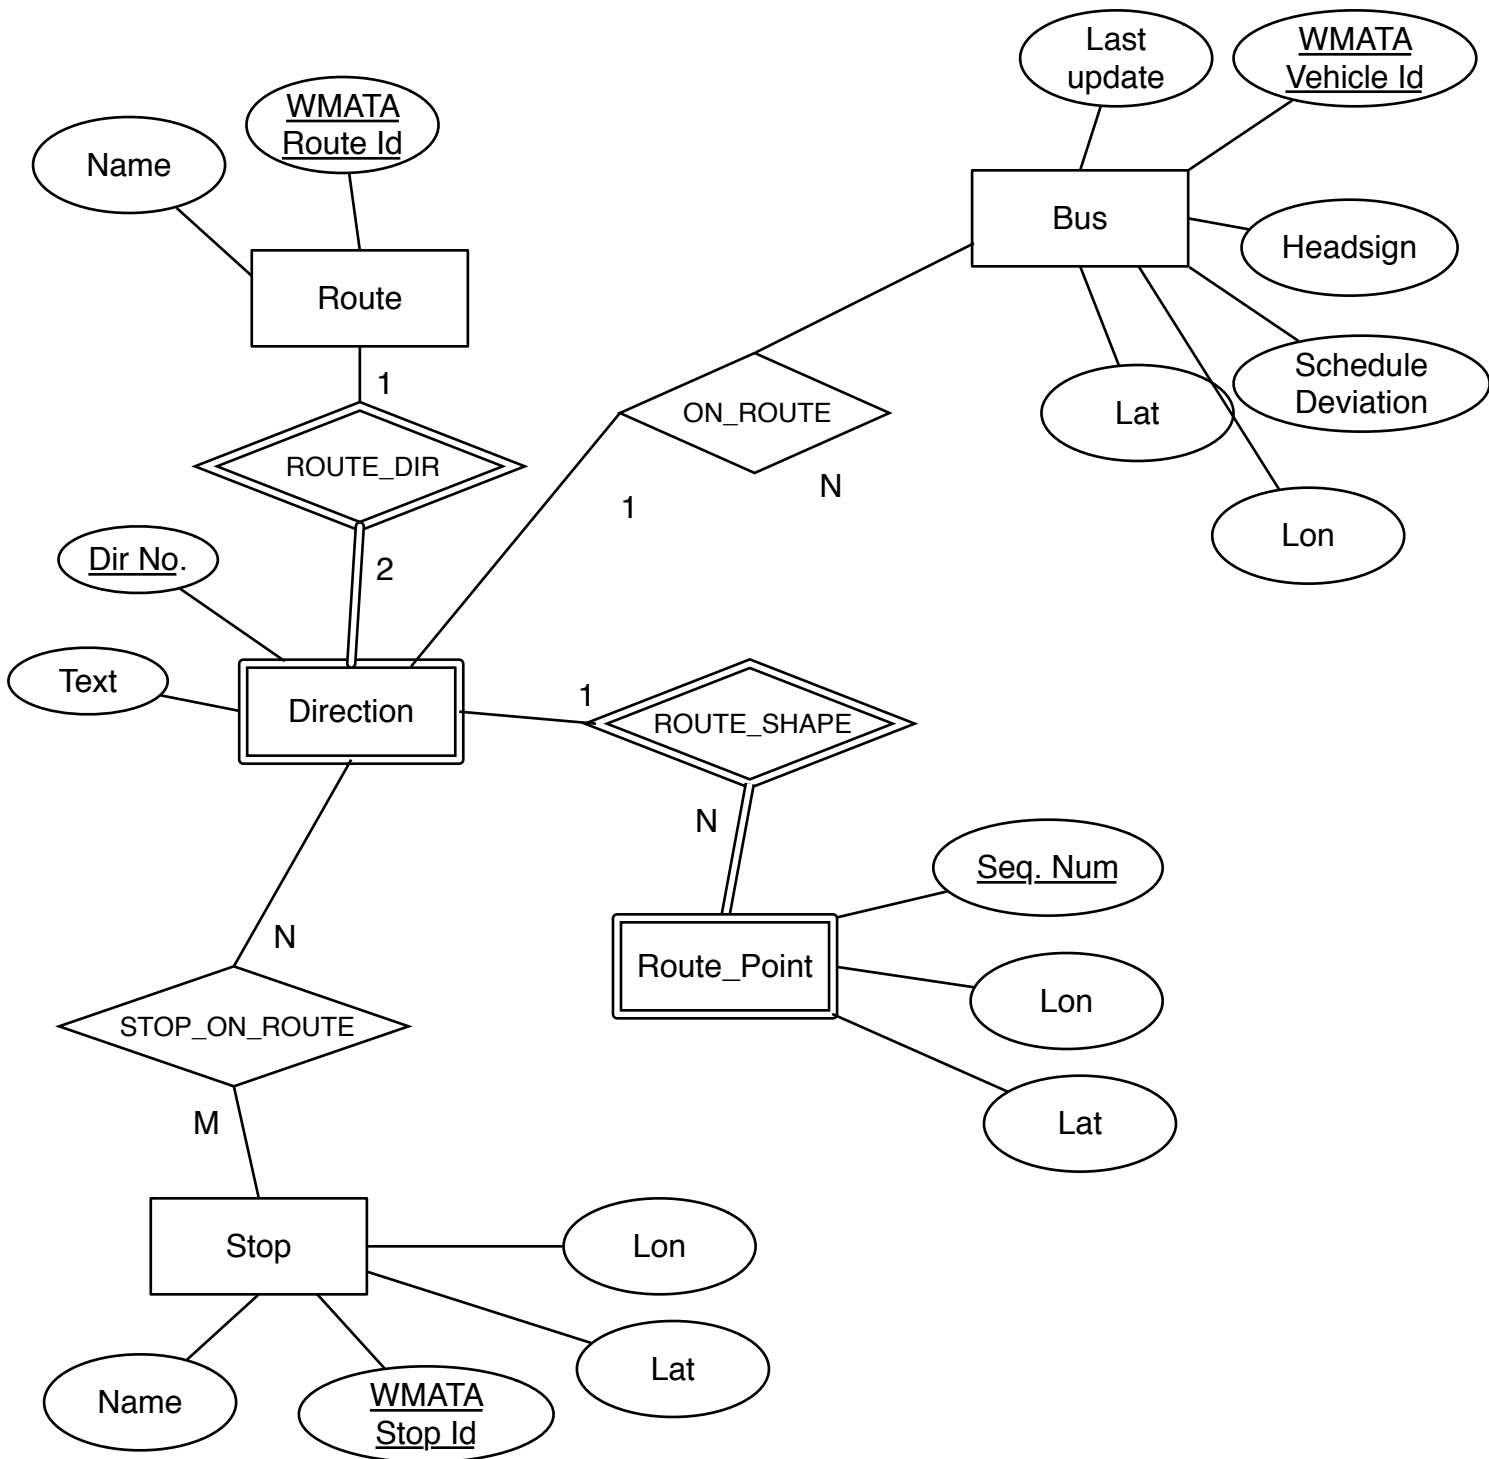 Last
update
WMATA
Vehicle Id
WMATA
Route Id
Name
Bus
Headsign
Route
Schedule
Deviation
1
ON_ROUTE
Lat
ROUTE_DIR
N
1
Lon
Dir No.
2
Text
Direction
1
ROUTE_SHAPE
N
Seq. Num
N
Route_Point
Lon
STOP_ON_ROUTE
M
Lat
Stop
Lon
Lat
Name
WMATA
Stop Id